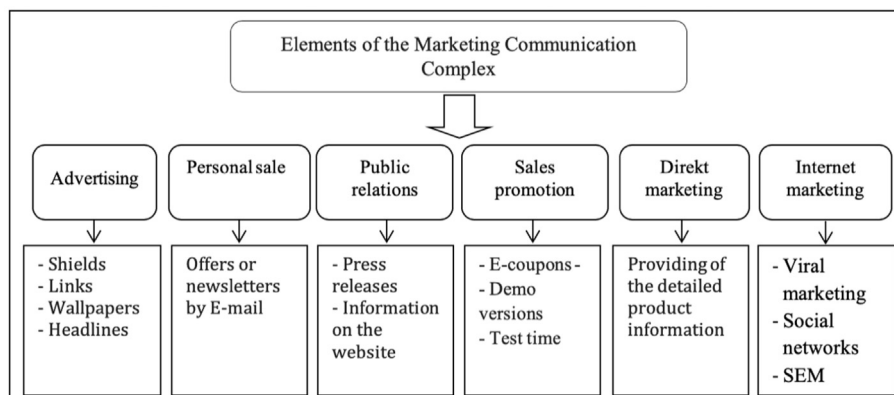 Elements of the Marketing Communication
Complex
Advertising
Personal sale
Public
relations
Sales
promotion
Direkt
marketing
Internet
marketing
- Shields
- Links
- Wallpapers
- Headlines
Offers or
newsletters
by E-mail
- Press
releases
- Information
on the
website
- E-coupons -
- Demo
versions
- Test time
Providing of
the detailed
product
information
- Viral
marketing
- Social
networks
- SEM